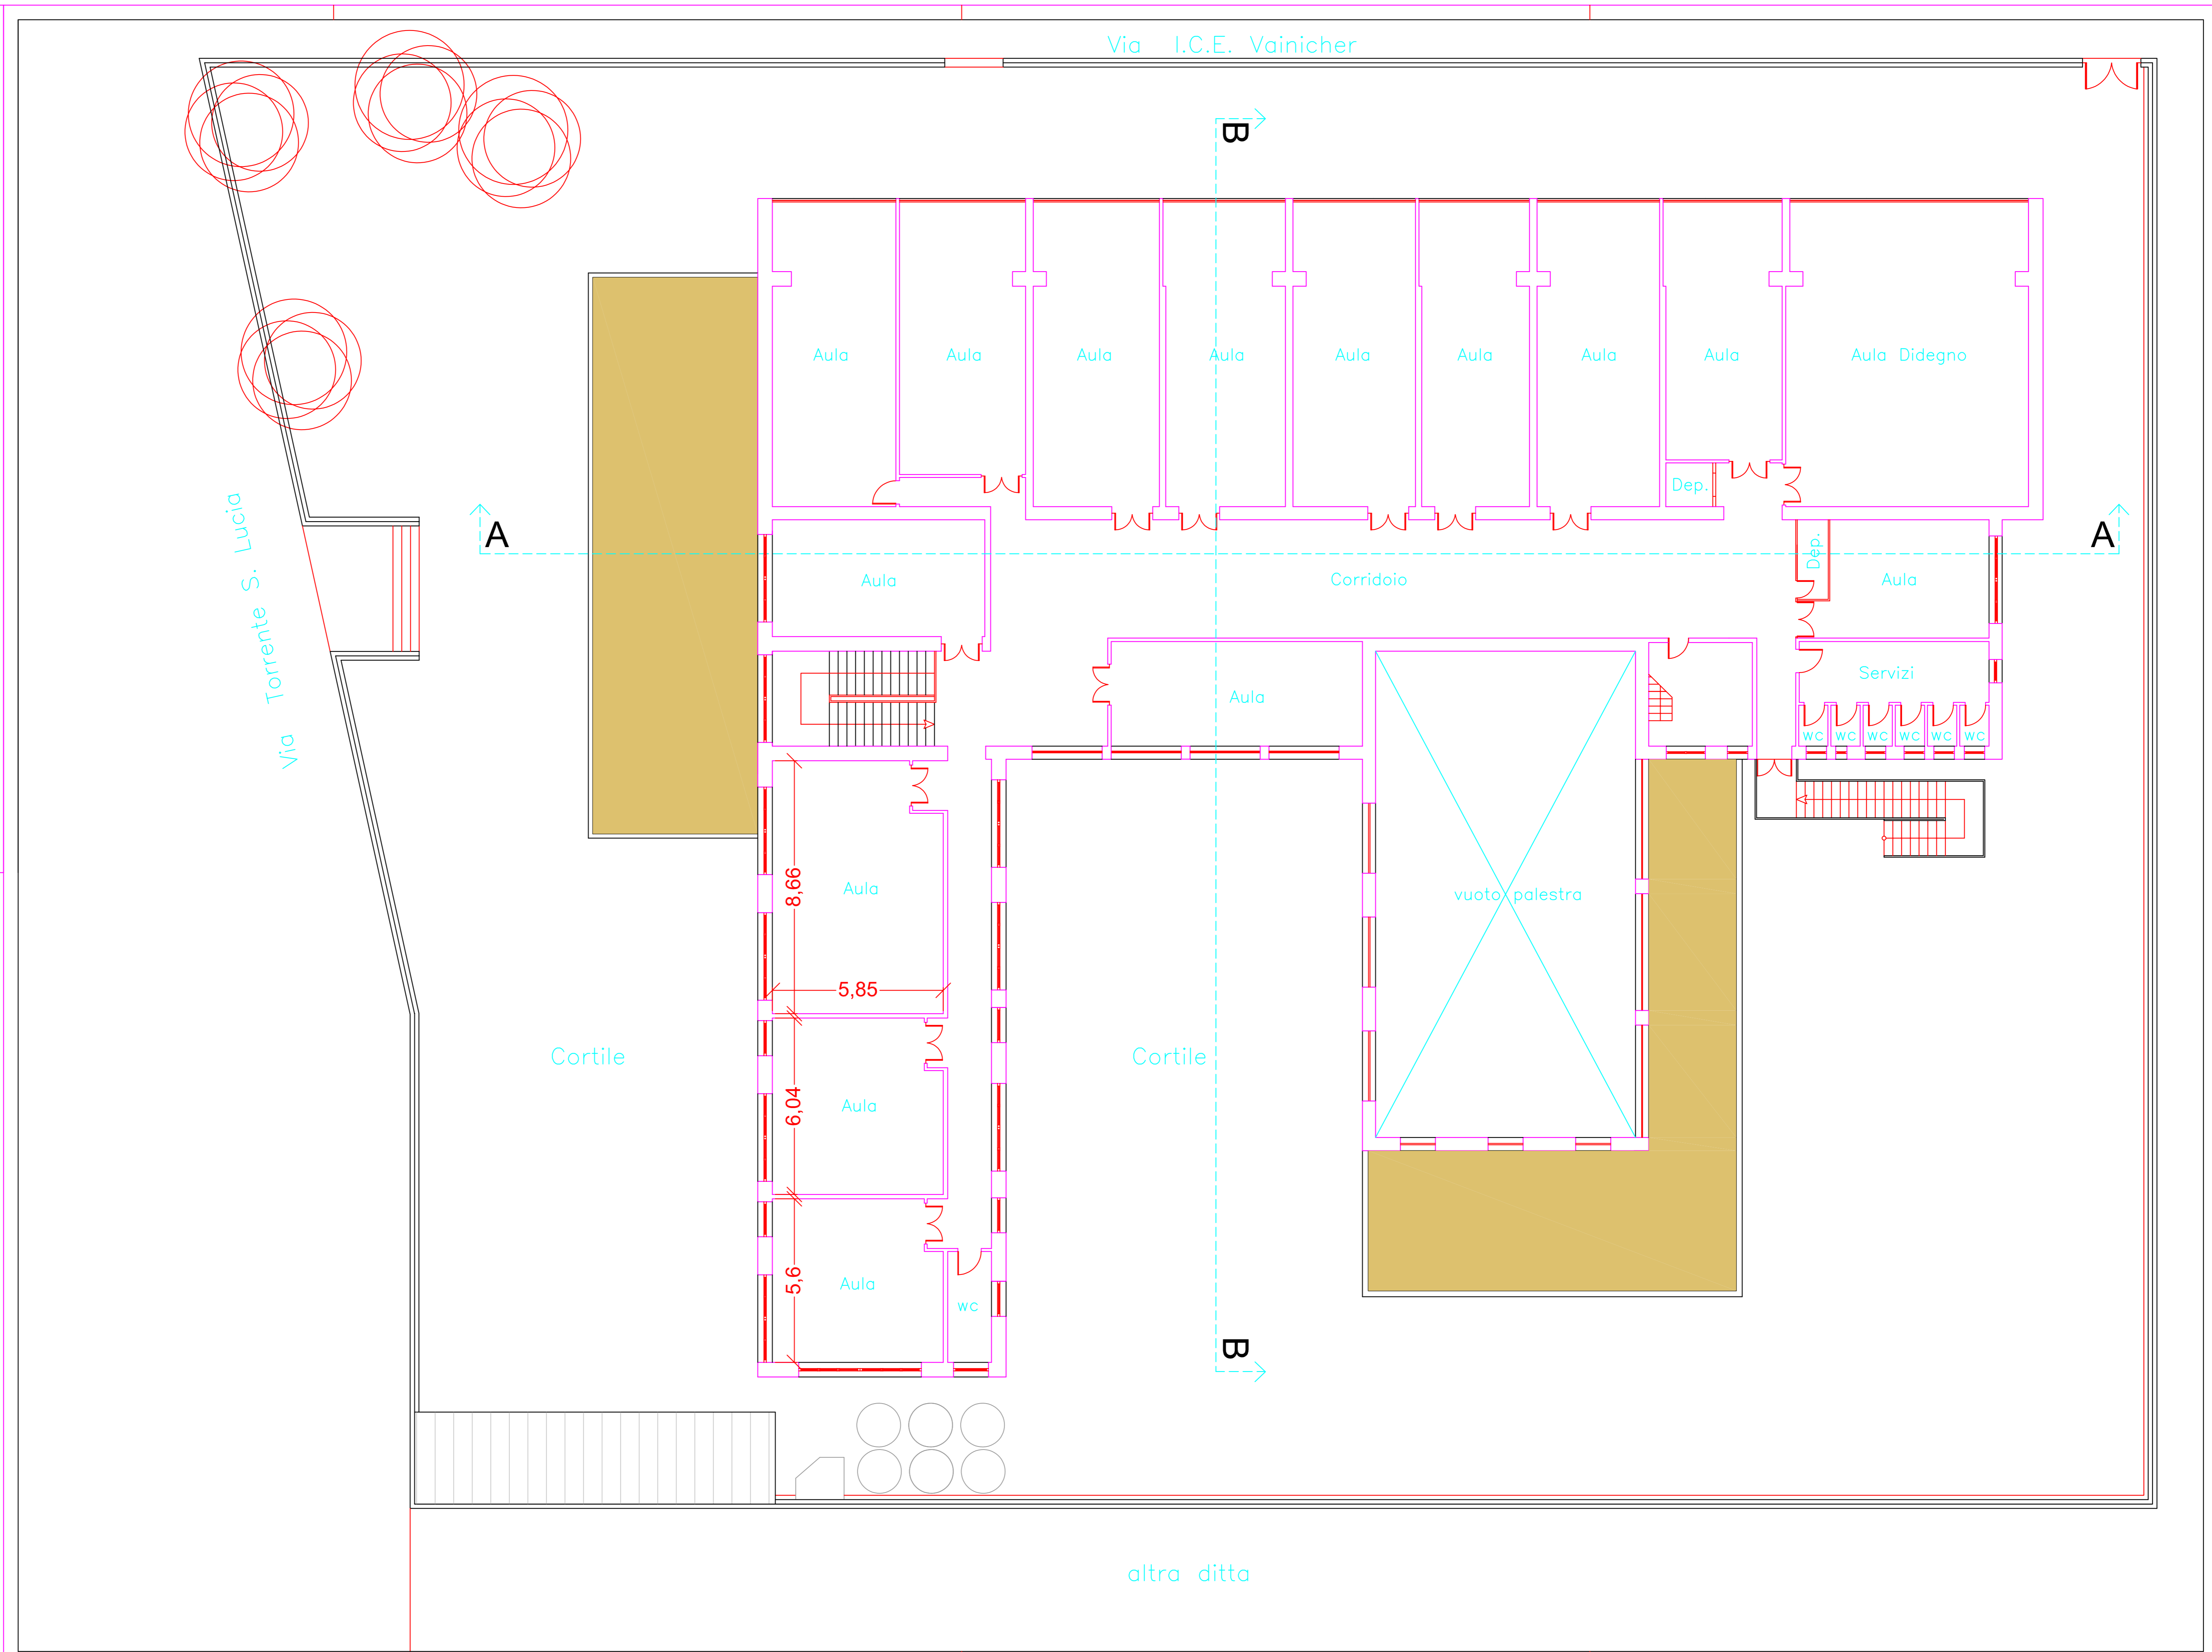 Via I.C.E. Vainicher
B
Aula
Aula
Aula
Aula
Aula
Aula
Aula
Aula
Aula Didegno
Dep.
Via Torrente S. Lucia
A
A
Dep.
Aula
Corridoio
Aula
Servizi
Aula
wc
wc
wc
wc
wc
wc
8,66
Aula
vuoto palestra
5,85
Cortile
Cortile
6,04
Aula
5,6
Aula
wc
B
altra ditta